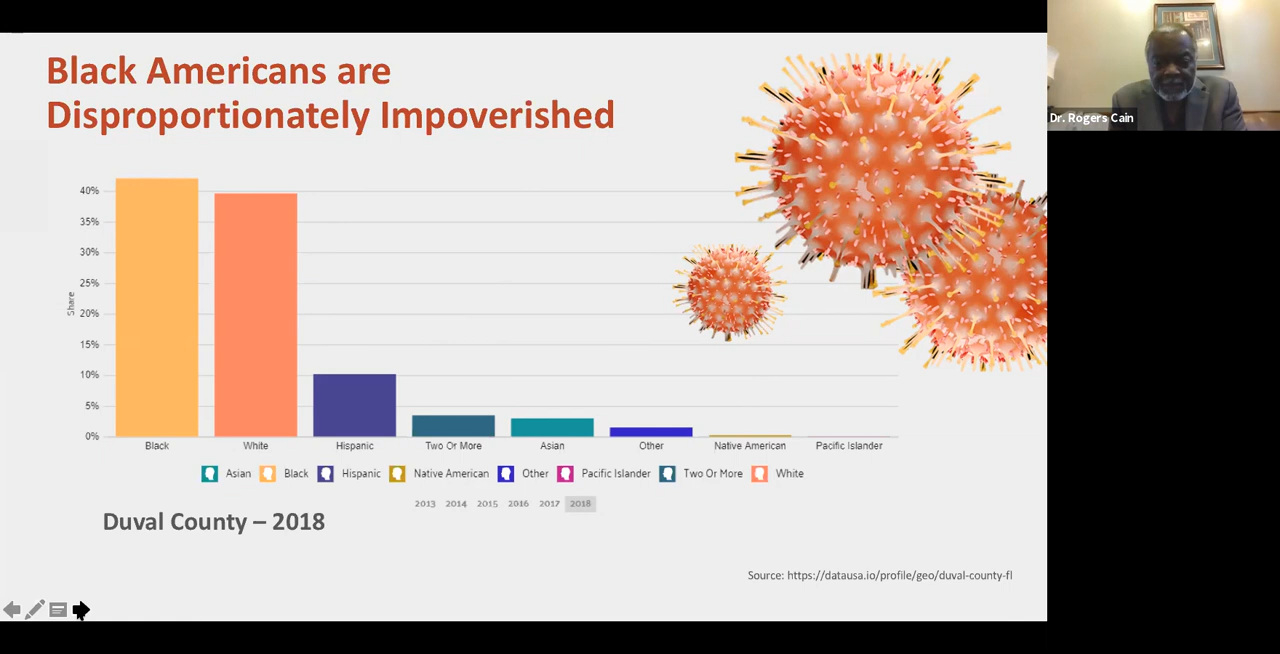 Black Americans are
Disproportionately Impoverished
Dr. Rogers Cain
Share
40%
35%
30%
25%
20%
15%
10%
5%
0%
Black White Hispanic Two Or More Asian Other Native American Pacific Islander
Asian Black Hispanic Native American Other Pacific Islander Two Or More White
2013 2014 2015 2016 2017 2018
Duval County – 2018
Source: https://datausa.io/profile/geo/duval-county-fl